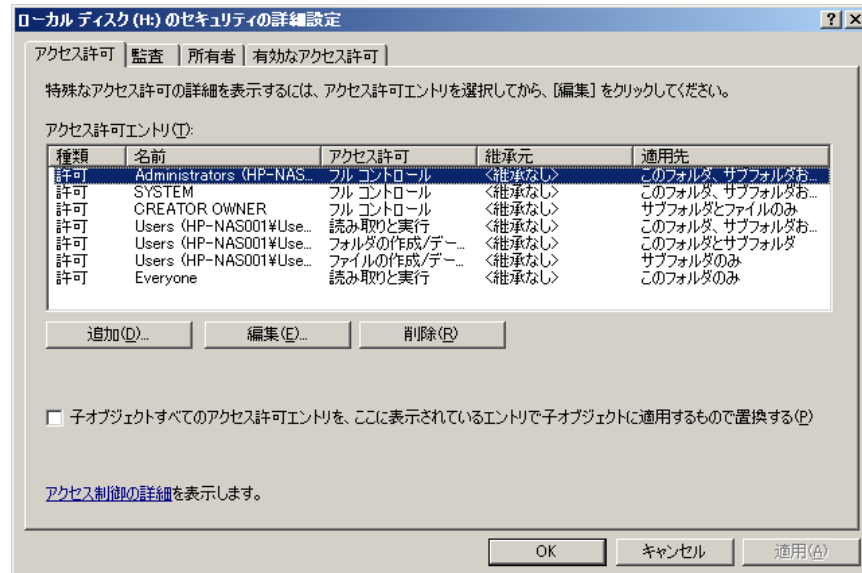 ローカル ディスク (H:) のセキュリティの詳細設定
アクセス許可 監査 所有者 有効なアクセス許可
特殊なアクセス許可の詳細を表示するには、アクセス許可エントリを選択してから、[編集] をクリックしてください。
アクセス許可エントリ(T):
種類 名前 アクセス許可 継承元 適用先
許可 Administrators (HP-NAS... フル コントロール <継承なし> このフォルダ、サブフォルダお...
許可 SYSTEM フル コントロール <継承なし> このフォルダ、サブフォルダお...
許可 CREATOR OWNER フル コントロール <継承なし> サブフォルダとファイルのみ
許可 Users (HP-NAS001¥Use... 読み取りと実行 <継承なし> このフォルダ、サブフォルダお...
許可 Users (HP-NAS001¥Use... フォルダの作成/デー... <継承なし> このフォルダとサブフォルダ
許可 Users (HP-NAS001¥Use... ファイルの作成/デー... <継承なし> サブフォルダのみ
許可 Everyone 読み取りと実行 <継承なし> このフォルダのみ
追加(D)... 編集(E)... 削除(R)
子オブジェクトすべてのアクセス許可エントリを、ここに表示されているエントリで子オブジェクトに適用するもので置換する(P)
アクセス制御の詳細を表示します。
OK キャンセル 適用(A)